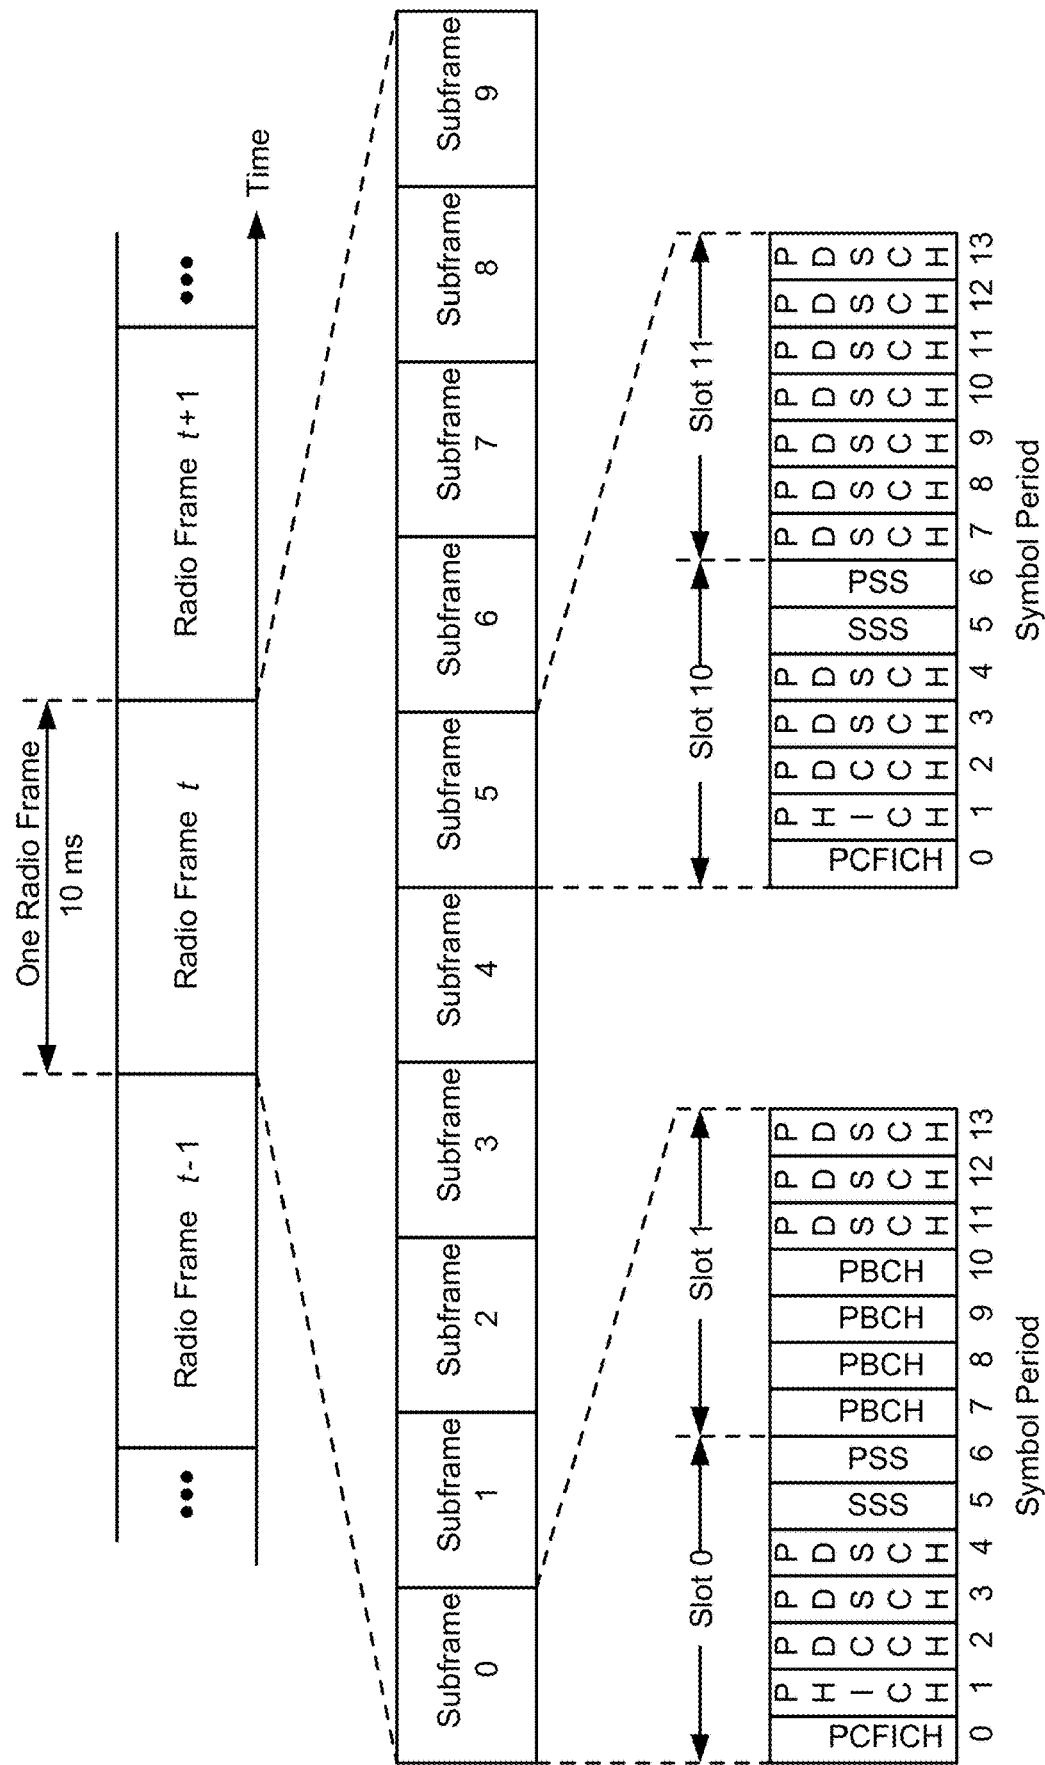 One Radio Frame
10 ms
Radio Frame t-1
Radio Frame t
Radio Frame t+1
Time
Subframe
0
Subframe
1
Subframe
2
Subframe
3
Subframe
4
Subframe
5
Subframe
6
Subframe
7
Subframe
8
Subframe
9
Slot 0
Slot 1
PCFICH
PHICH
PDCCH
PDSCH
PDSCH
SSS
PSS
PBCH
PBCH
PBCH
PBCH
PDSCH
PDSCH
PDSCH
0 1 2 3 4 5 6 7 8 9 10 11 12 13
Symbol Period
Slot 10
Slot 11
PCFICH
PHICH
PDCCH
PDSCH
PDSCH
SSS
PSS
PDSCH
PDSCH
PDSCH
PDSCH
PDSCH
PDSCH
PDSCH
0 1 2 3 4 5 6 7 8 9 10 11 12 13
Symbol Period